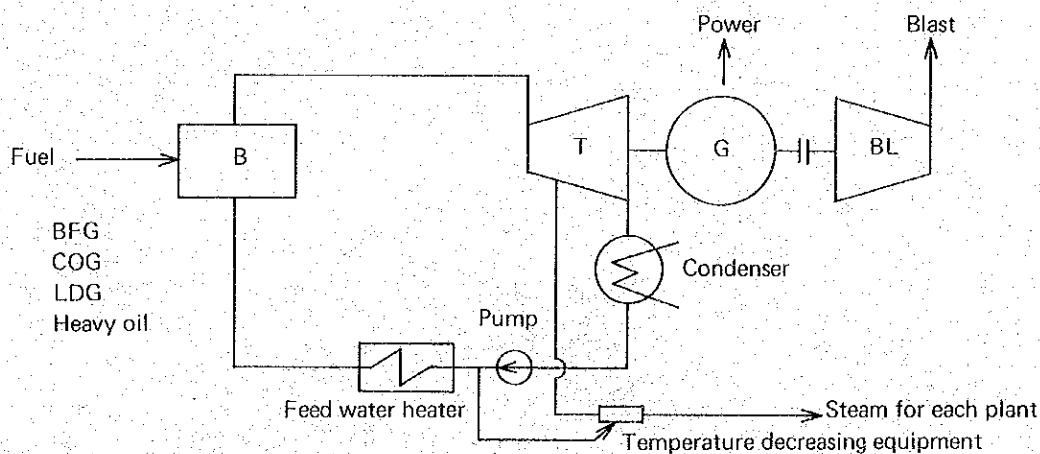 Power
Blast
Fuel
B
T
G
BL
BFG
COG
LDG
Heavy oil
Condenser
Pump
Feed water heater
Steam for each plant
Temperature decreasing equipment